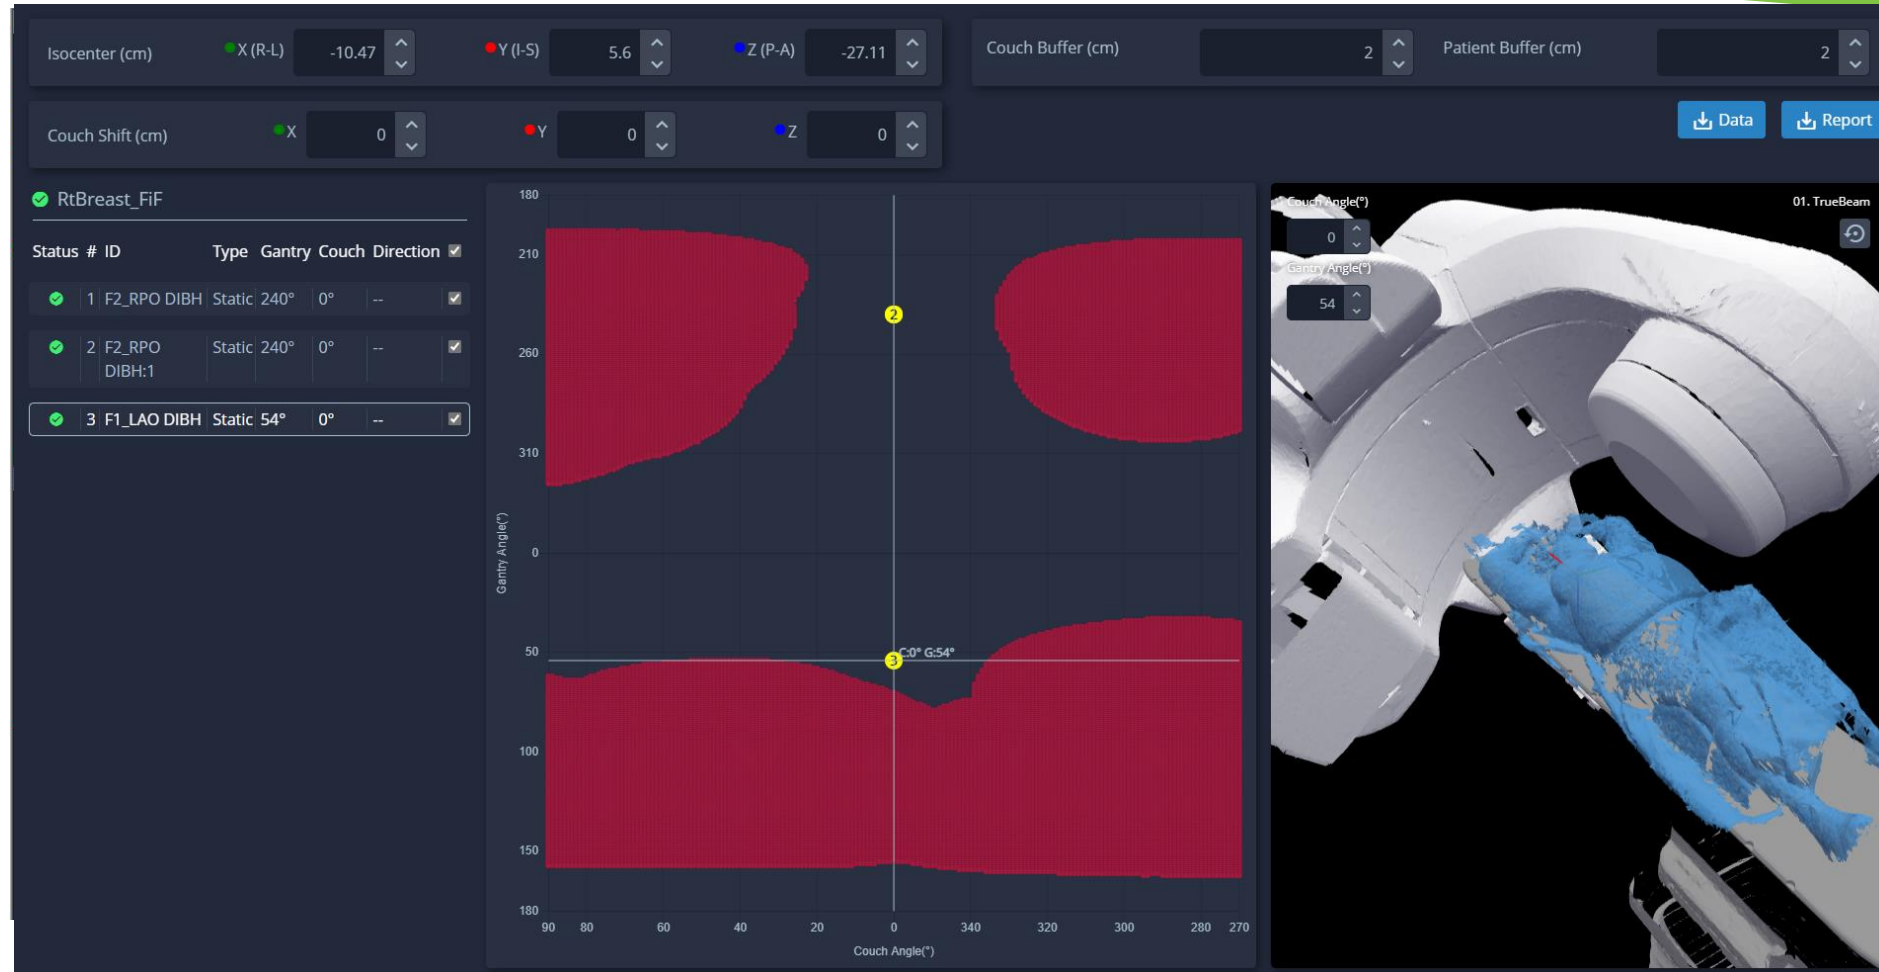 Isocenter (cm) X (R-L) -10.47 Y (I-S) 5.6 Z (P-A) -27.11
Couch Buffer (cm) 2 Patient Buffer (cm) 2
Couch Shift (cm) X 0 Y 0 Z 0
Data Report
RtBreast_FiF
Status # ID Type Gantry Couch Direction
1 F2_RPO DIBH Static 240° 0° --
2 F2_RPO Static 240° 0° --
DIBH:1
3 F1_LAO DIBH Static 54° 0° --
180
210
260
310
0
50
100
150
180
Gantry Angle(°)
2
3 C:0° G:54°
90 80 60 40 20 0 340 320 300 280 270
Couch Angle(°)
Couch Angle(°)
0
Gantry Angle(°)
54
01. TrueBeam